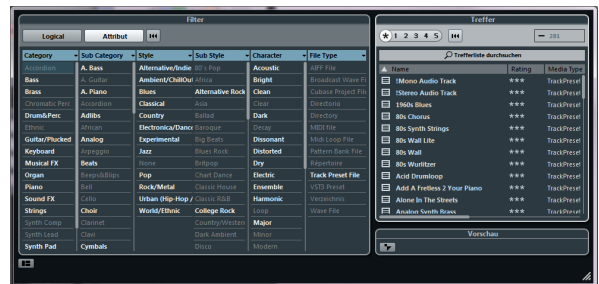 Filter
Logical Attribut
Category Sub Category Style Sub Style Character File Type
Accordion A. Bass Alternative/Indie 80's Pop Acoustic AIFF File
Bass A. Guitar Ambient/ChillOut Africa Bright Broadcast Wave Fi
Brass A. Piano Blues Alternative Rock Clean Cubase Project File
Chromatic Perc Accordion Classical Asia Clear Directorio
Drum&Perc Adlibs Country Ballad Dark Directory
Ethnic African Electronica/Dance Baroque Decay MIDI file
Guitar/Plucked Analog Experimental Big Beats Dissonant Midi Loop File
Keyboard Arpeggio Jazz Blues Rock Distorted Pattern Bank File
Musical FX Beats None Britpop Dry Répertoire
Organ Beeps&Blips Pop Chart Dance Electric Track Preset File
Piano Bell Rock/Metal Classic House Ensemble VST3 Preset
Sound FX Cello Urban (Hip-Hop / Classic R&B Harmonic Verzeichnis
Strings Choir World/Ethnic College Rock Loop Wave File
Synth Comp Clarinet Country/Western Major
Synth Lead Clavi Dark Ambient Minor
Synth Pad Cymbals Disco Modern
Treffer
* 1 2 3 4 5 281
Trefferliste durchsuchen
Name Rating Media Type
!Mono Audio Track *** TrackPreset
!Stereo Audio Track *** TrackPreset
1960s Blues *** TrackPreset
80s Chorus *** TrackPreset
80s Synth Strings *** TrackPreset
80s Wall Lite *** TrackPreset
80s Wall *** TrackPreset
80s Wurlitzer *** TrackPreset
Acid Drumloop *** TrackPreset
Add A Fretless 2 Your Piano *** TrackPreset
Alone In The Streets *** TrackPreset
Analog Synth Brass *** TrackPreset
Vorschau